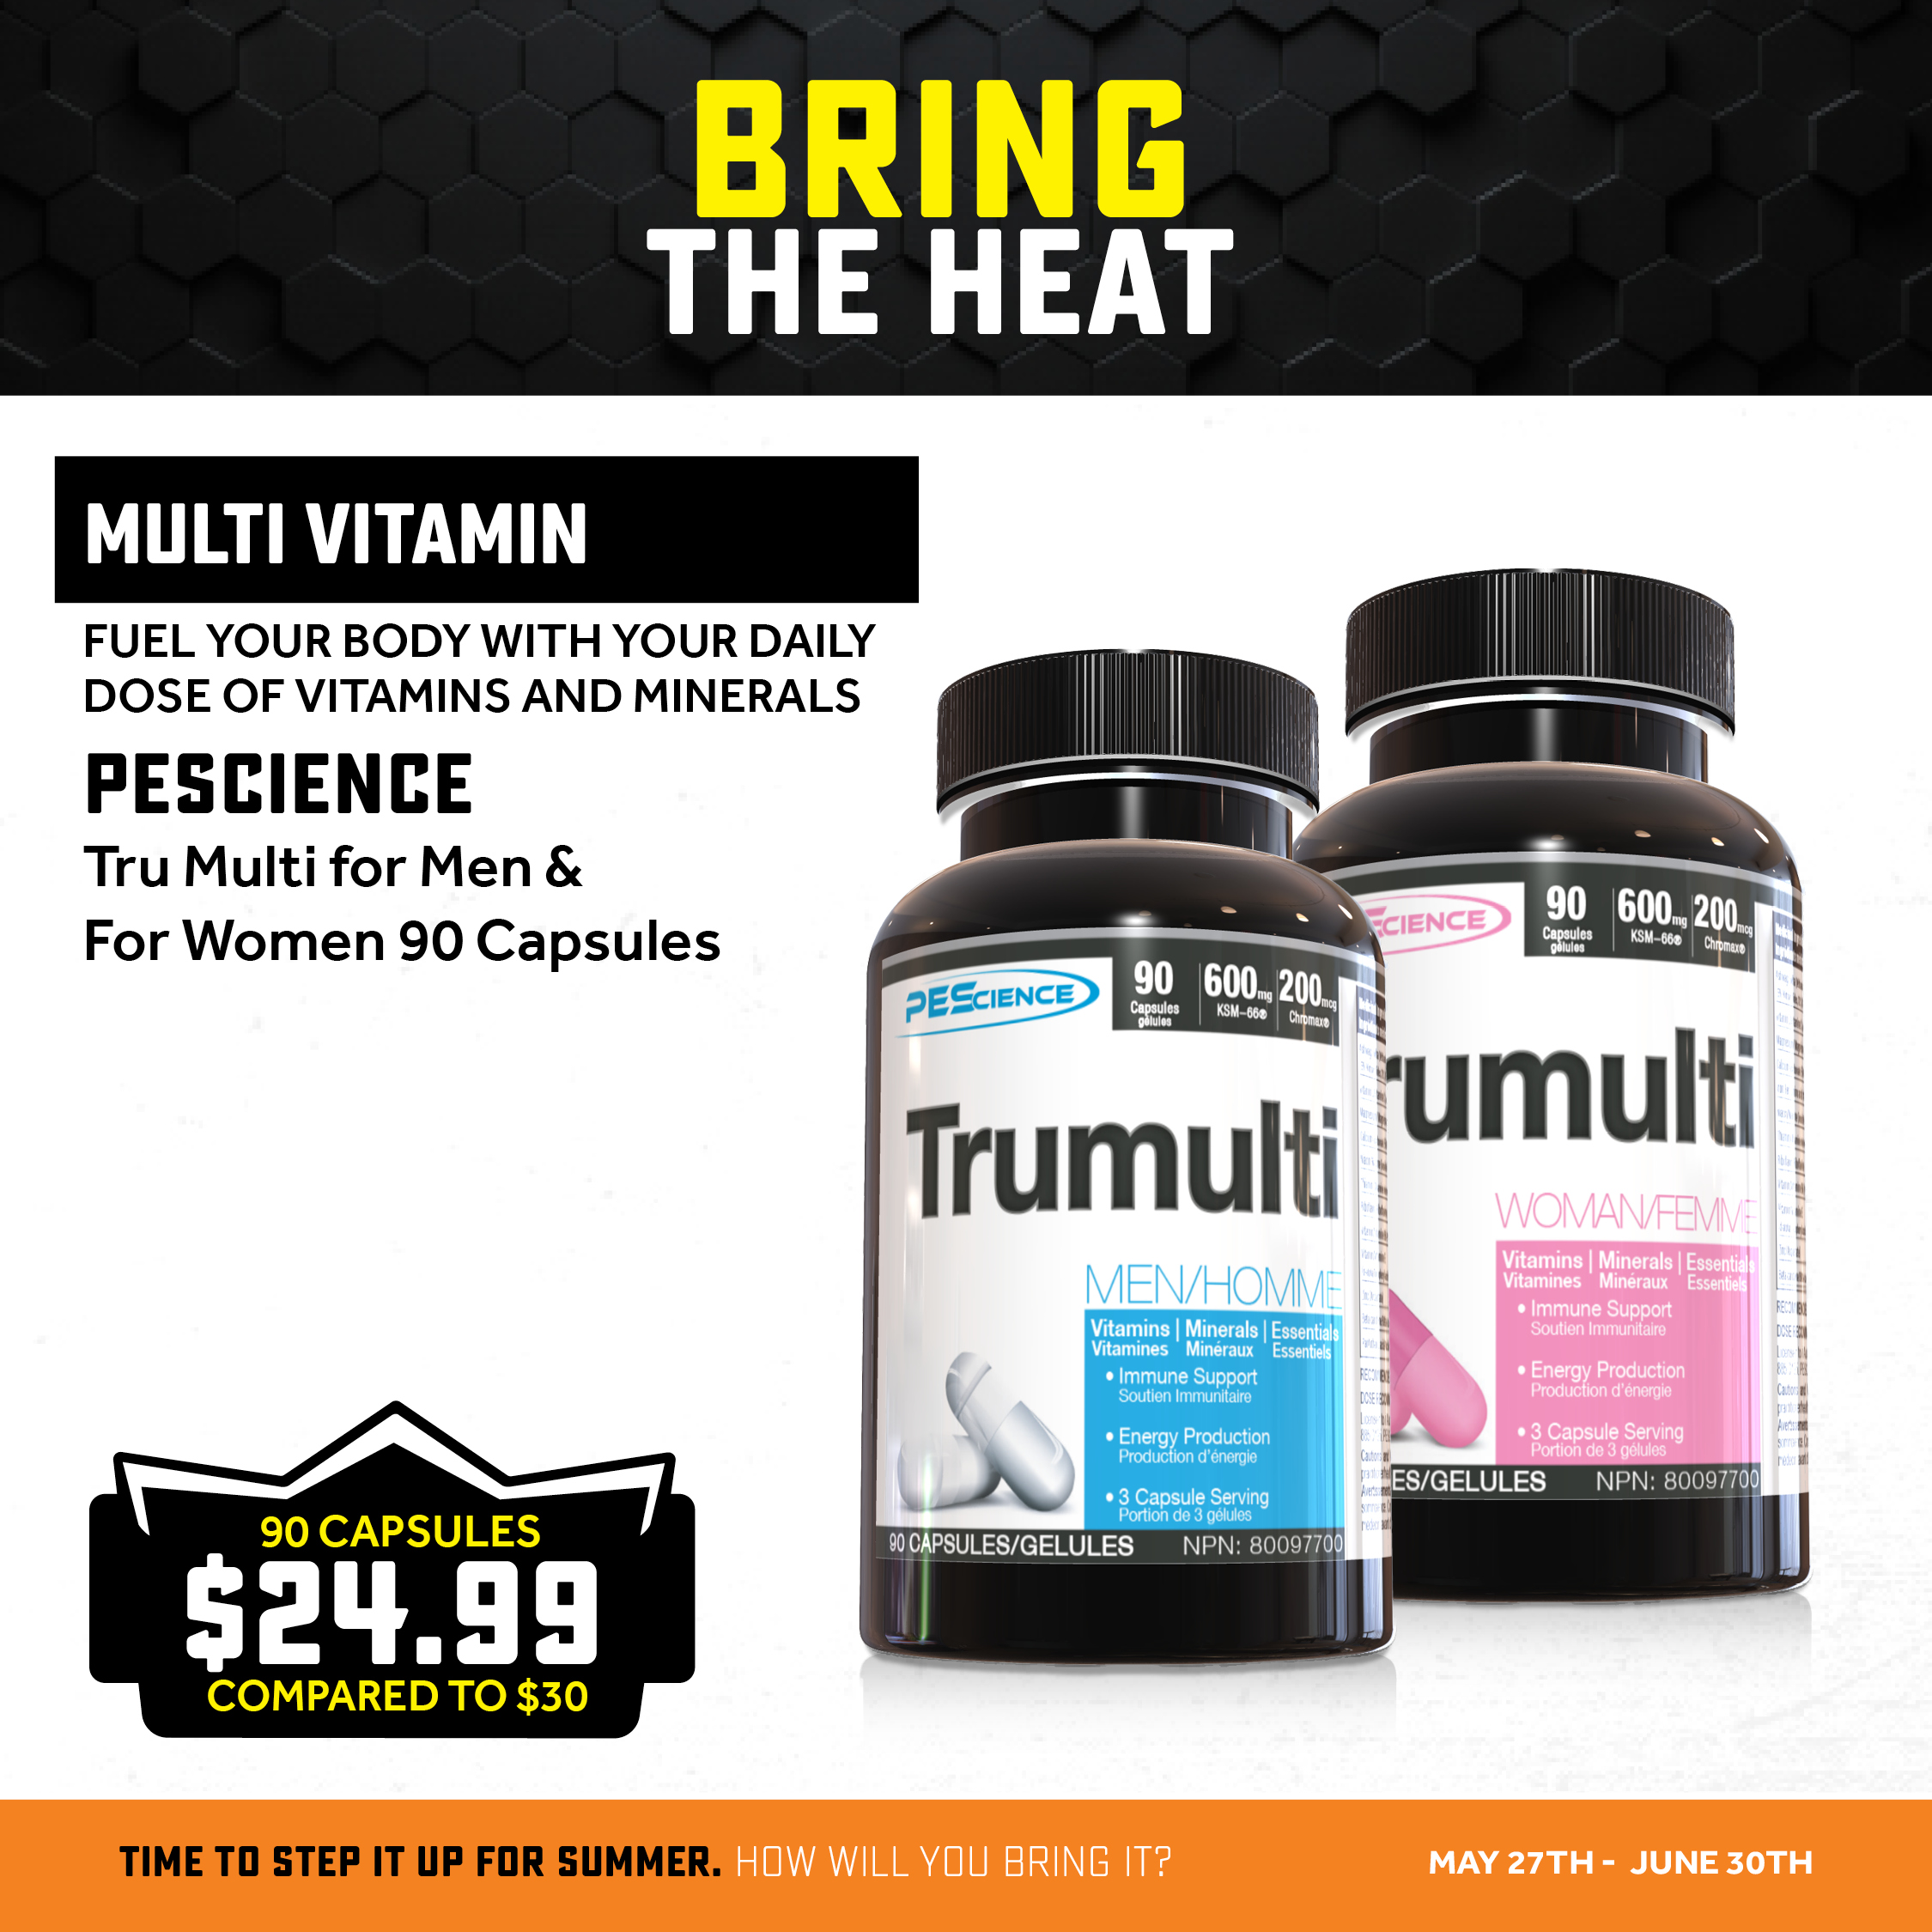 BRING
THE HEAT
MULTI VITAMIN
FUEL YOUR BODY WITH YOUR DAILY
DOSE OF VITAMINS AND MINERALS
PESCIENCE
Tru Multi for Men &
For Women 90 Capsules
90 CAPSULES
$24.99
COMPARED TO $30
PESCIENCE
90 Capsules gélules
600mg KSM-66®
200mcg Chromax®
Trumulti
MEN/HOMME
Vitamins | Minerals | Essentials
Vitamines Minéraux Essentiels
• Immune Support
Soutien Immunitaire
• Energy Production
Production d'énergie
• 3 Capsule Serving
Portion de 3 gélules
90 CAPSULES/GELULES NPN: 80097700
ESCIENCE
90 Capsules gélules
600mg KSM-66®
200mcg Chromax®
rumulti
WOMAN/FEMME
Vitamins | Minerals | Essentials
Vitamines Minéraux Essentiels
• Immune Support
Soutien Immunitaire
• Energy Production
Production d'énergie
• 3 Capsule Serving
Portion de 3 gélules
ES/GELULES NPN: 80097700
TIME TO STEP IT UP FOR SUMMER. HOW WILL YOU BRING IT?
MAY 27TH - JUNE 30TH